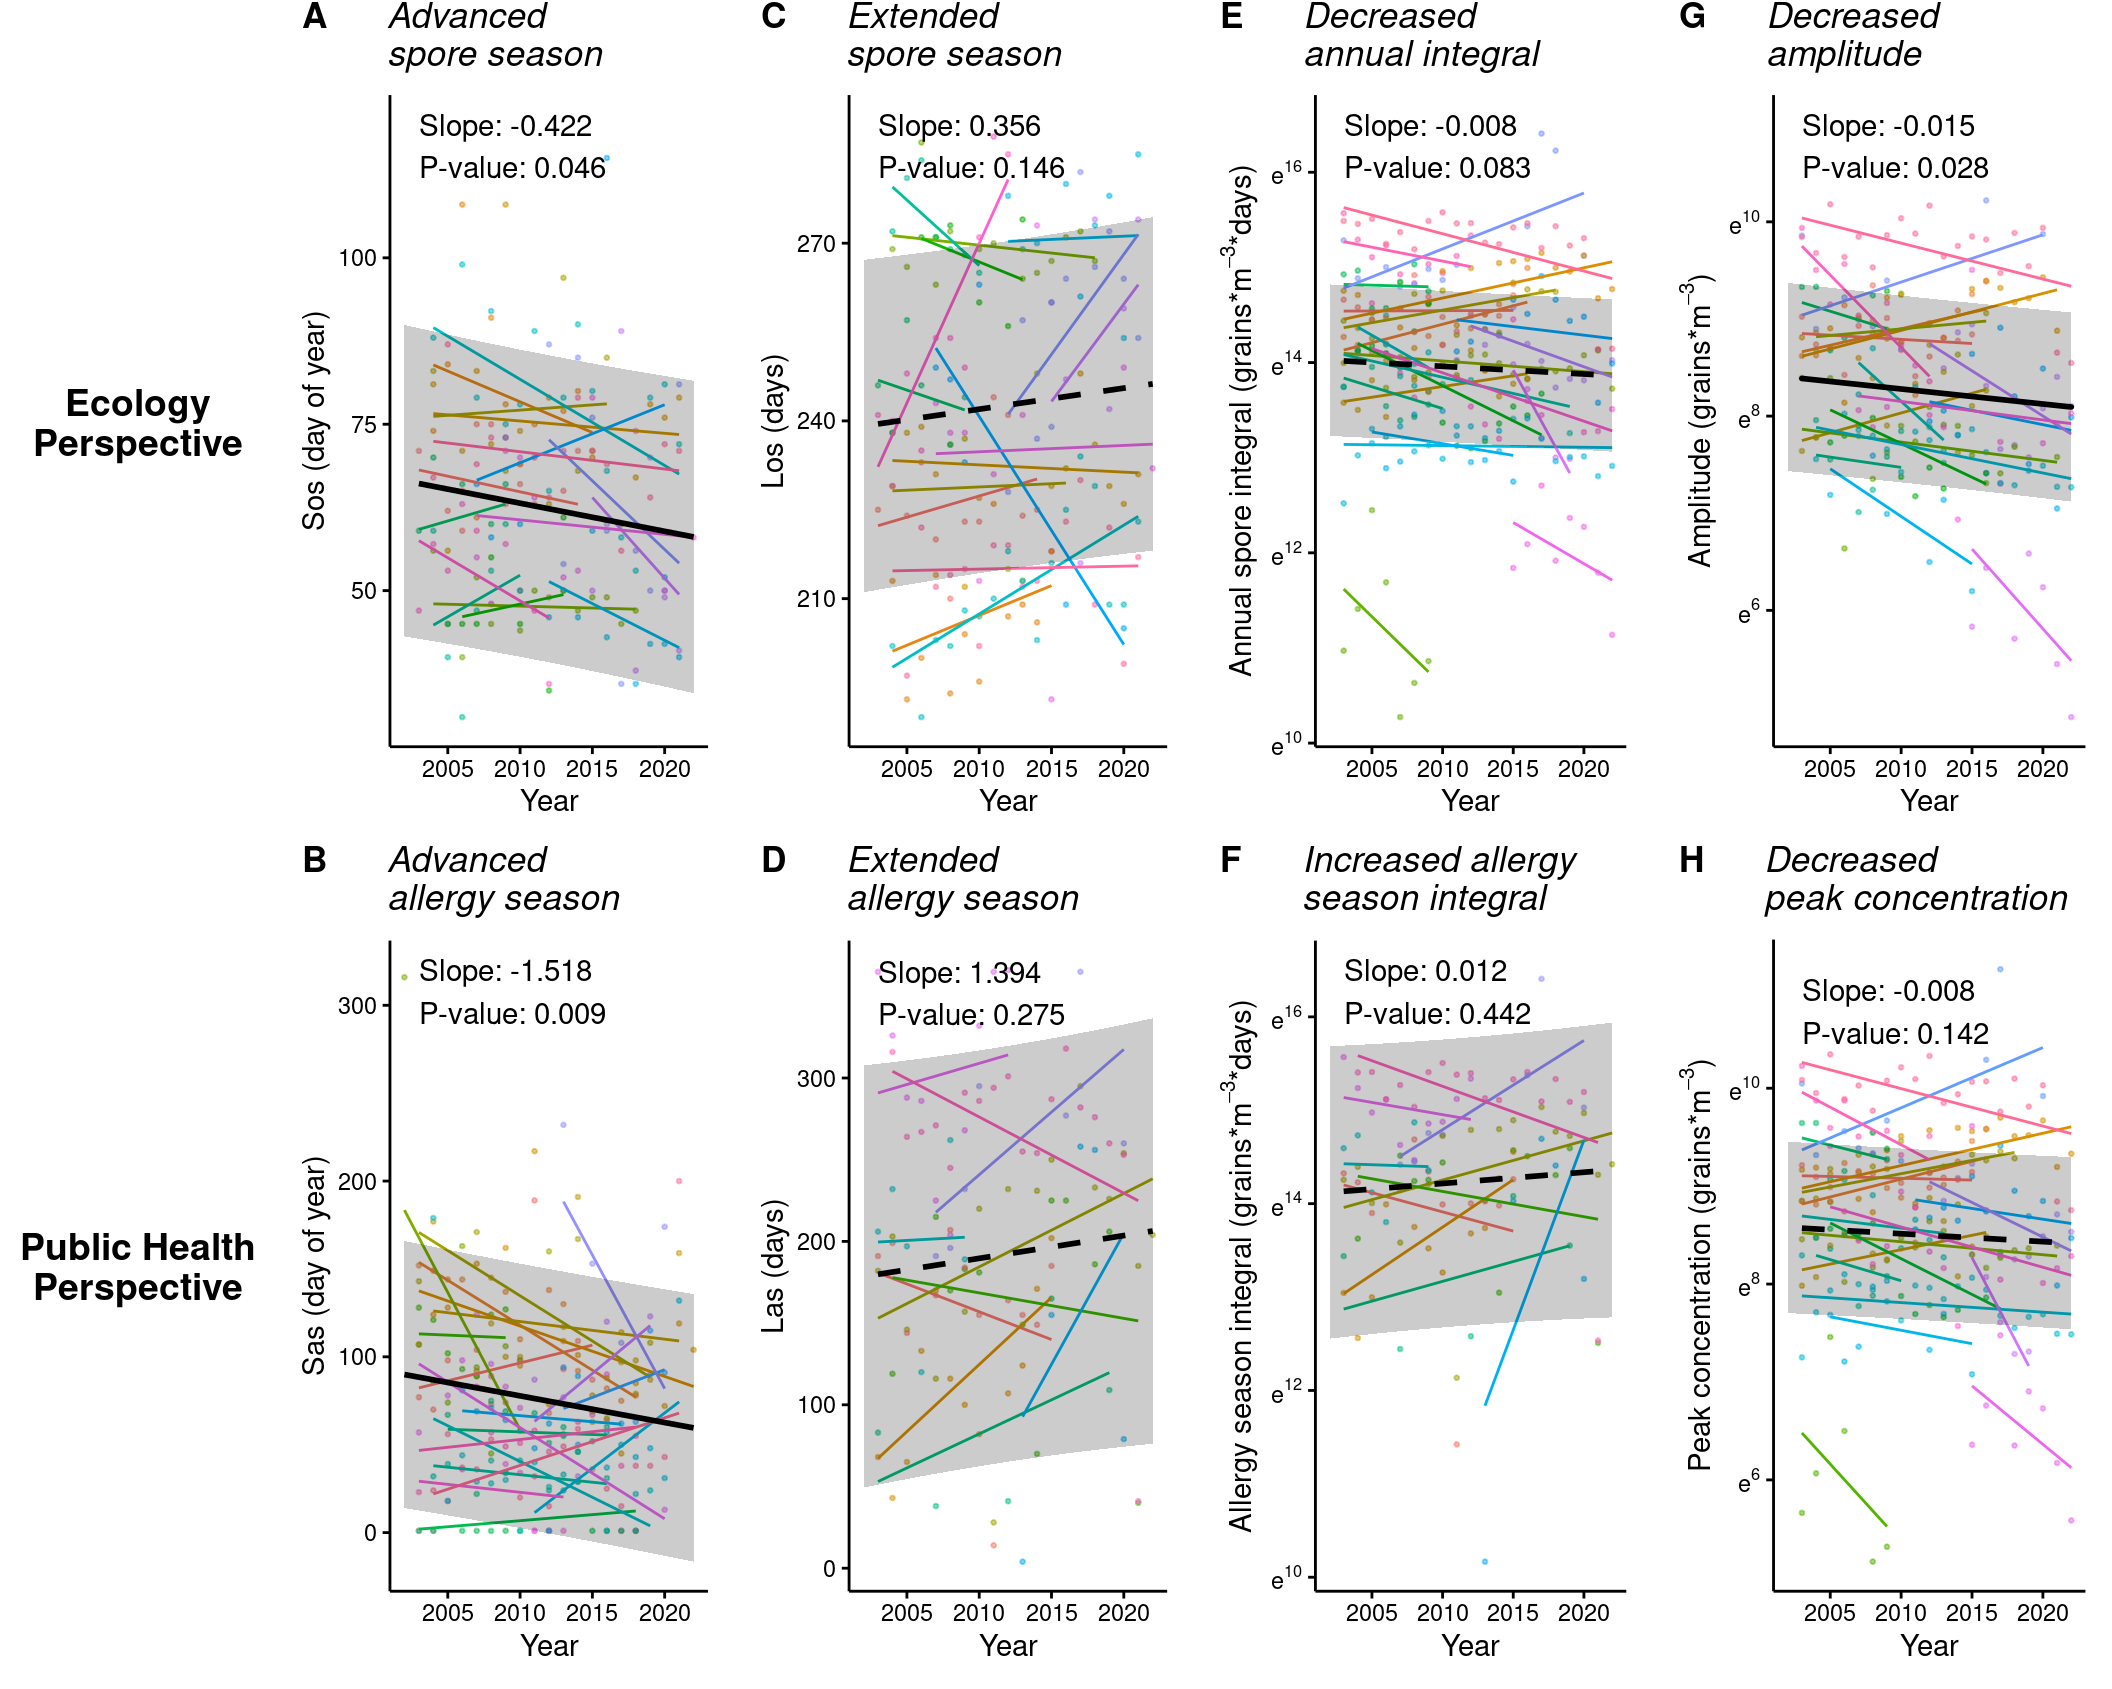 Ecology
Perspective
A
Advanced
spore season
Slope: -0.422
P-value: 0.046
Sos (day of year)
100
75
50
2005 2010 2015 2020
Year
C
Extended
spore season
Slope: 0.356
P-value: 0.146
Los (days)
270
240
210
2005 2010 2015 2020
Year
E
Decreased
annual integral
Slope: -0.008
P-value: 0.083
Annual spore integral (grains*m⁻³*days)
e¹⁶
e¹⁴
e¹²
e¹⁰
2005 2010 2015 2020
Year
G
Decreased
amplitude
Slope: -0.015
P-value: 0.028
Amplitude (grains*m⁻³)
e¹⁰
e⁸
e⁶
2005 2010 2015 2020
Year
Public Health
Perspective
B
Advanced
allergy season
Slope: -1.518
P-value: 0.009
Sas (day of year)
300
200
100
0
2005 2010 2015 2020
Year
D
Extended
allergy season
Slope: 1.394
P-value: 0.275
Las (days)
300
200
100
0
2005 2010 2015 2020
Year
F
Increased allergy
season integral
Slope: 0.012
P-value: 0.442
Allergy season integral (grains*m⁻³*days)
e¹⁶
e¹⁴
e¹²
e¹⁰
2005 2010 2015 2020
Year
H
Decreased
peak concentration
Slope: -0.008
P-value: 0.142
Peak concentration (grains*m⁻³)
e¹⁰
e⁸
e⁶
2005 2010 2015 2020
Year